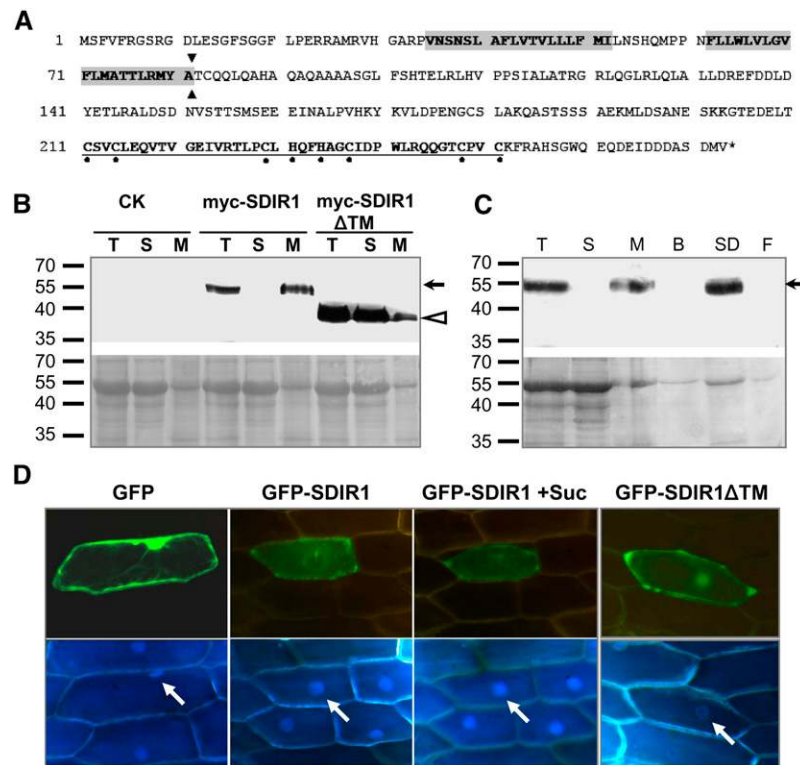 A
1 MSFVFRGSRG DLESGFSGGF LPERRAMRVH GARPVNSNSL AFLVTVLLLF MILNSHQMPP NFLLWLVLGV
71 FLMATTLRMY ATCQQLQAHA QAQAAAASGL FSHTELRLHV PPSIALATRG RLQGLRLQLA LLDREFDDLD
141 YETLRALDSD NVSTTSMSEE EINALPVHKY KVLDPENGCS LAKQASTSSS AEKMLDSANE SKKGTEDELT
211 CSVCLEQVTV GEIVRTLPCL HQFHAGCIDP WLRQQGTCPVC CKFRAHSGWQ EQDEIDDDAS DMV*
B
CK myc-SDIR1 myc-SDIR1
ΔTM
T S M T S M T S M
70
55
40
35
70
55
40
35
C
T S M B SD F
70
55
40
35
70
55
40
35
D
GFP GFP-SDIR1 GFP-SDIR1 +Suc GFP-SDIR1ΔTM